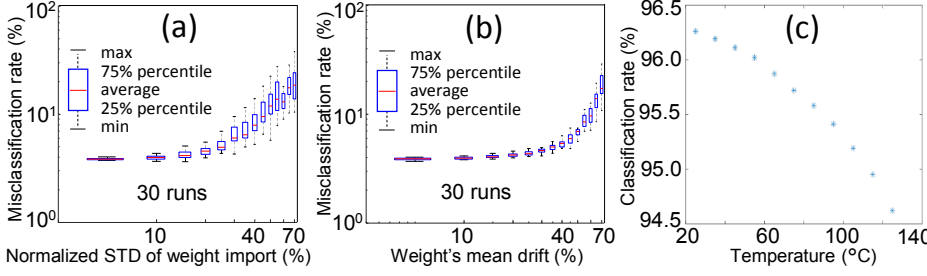 (a)
Misclassification rate (%)
10²
10¹
10⁰
max
75% percentile
average
25% percentile
min
30 runs
10
40
70
Normalized STD of weight import (%)
(b)
Misclassification rate (%)
10²
10¹
10⁰
max
75% percentile
average
25% percentile
min
30 runs
10
40
70
Weight's mean drift (%)
(c)
Classification rate (%)
96.5
96.0
95.5
95.0
94.5
20
60
100
140
Temperature (°C)